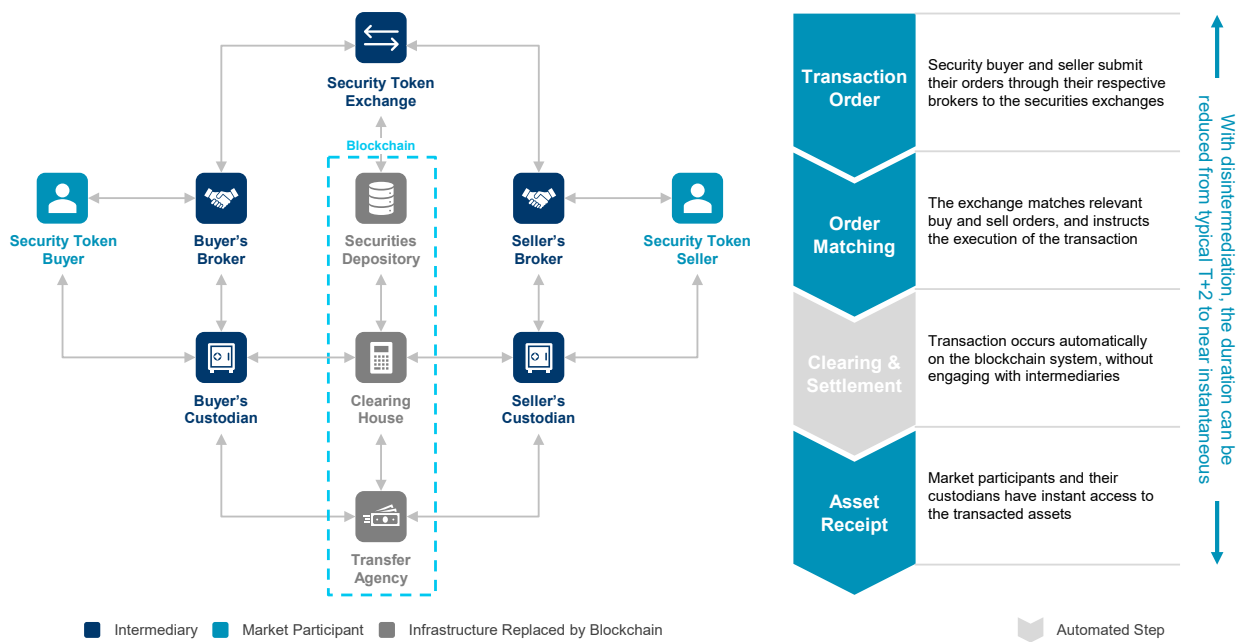 Security Token
Exchange
Blockchain
Security Token
Buyer
Buyer's
Broker
Securities
Depository
Seller's
Broker
Security Token
Seller
Buyer's
Custodian
Clearing
House
Seller's
Custodian
Transfer
Agency
Intermediary
Market Participant
Infrastructure Replaced by Blockchain
Transaction
Order
Security buyer and seller submit
their orders through their respective
brokers to the securities exchanges
Order
Matching
The exchange matches relevant
buy and sell orders, and instructs
the execution of the transaction
Clearing &
Settlement
Transaction occurs automatically
on the blockchain system, without
engaging with intermediaries
Asset
Receipt
Market participants and their
custodians have instant access to
the transacted assets
With disintermediation, the duration can be
reduced from typical T+2 to near instantaneous
Automated Step